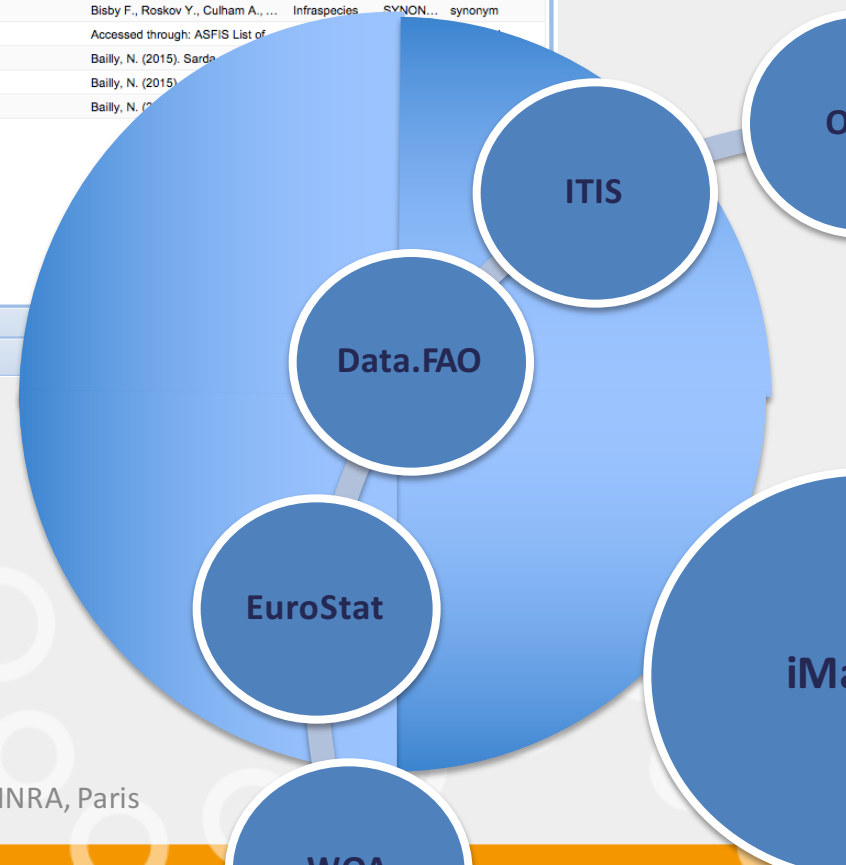 Bisby F., Roskov Y., Culham A., ... Infraspecies SYNON... synonym
Accessed through: ASFIS List of
Bailly, N. (2015). Sarda
Bailly, N. (2015)
Bailly, N. (2
ITIS
Data.FAO
EuroStat
INRA, Paris